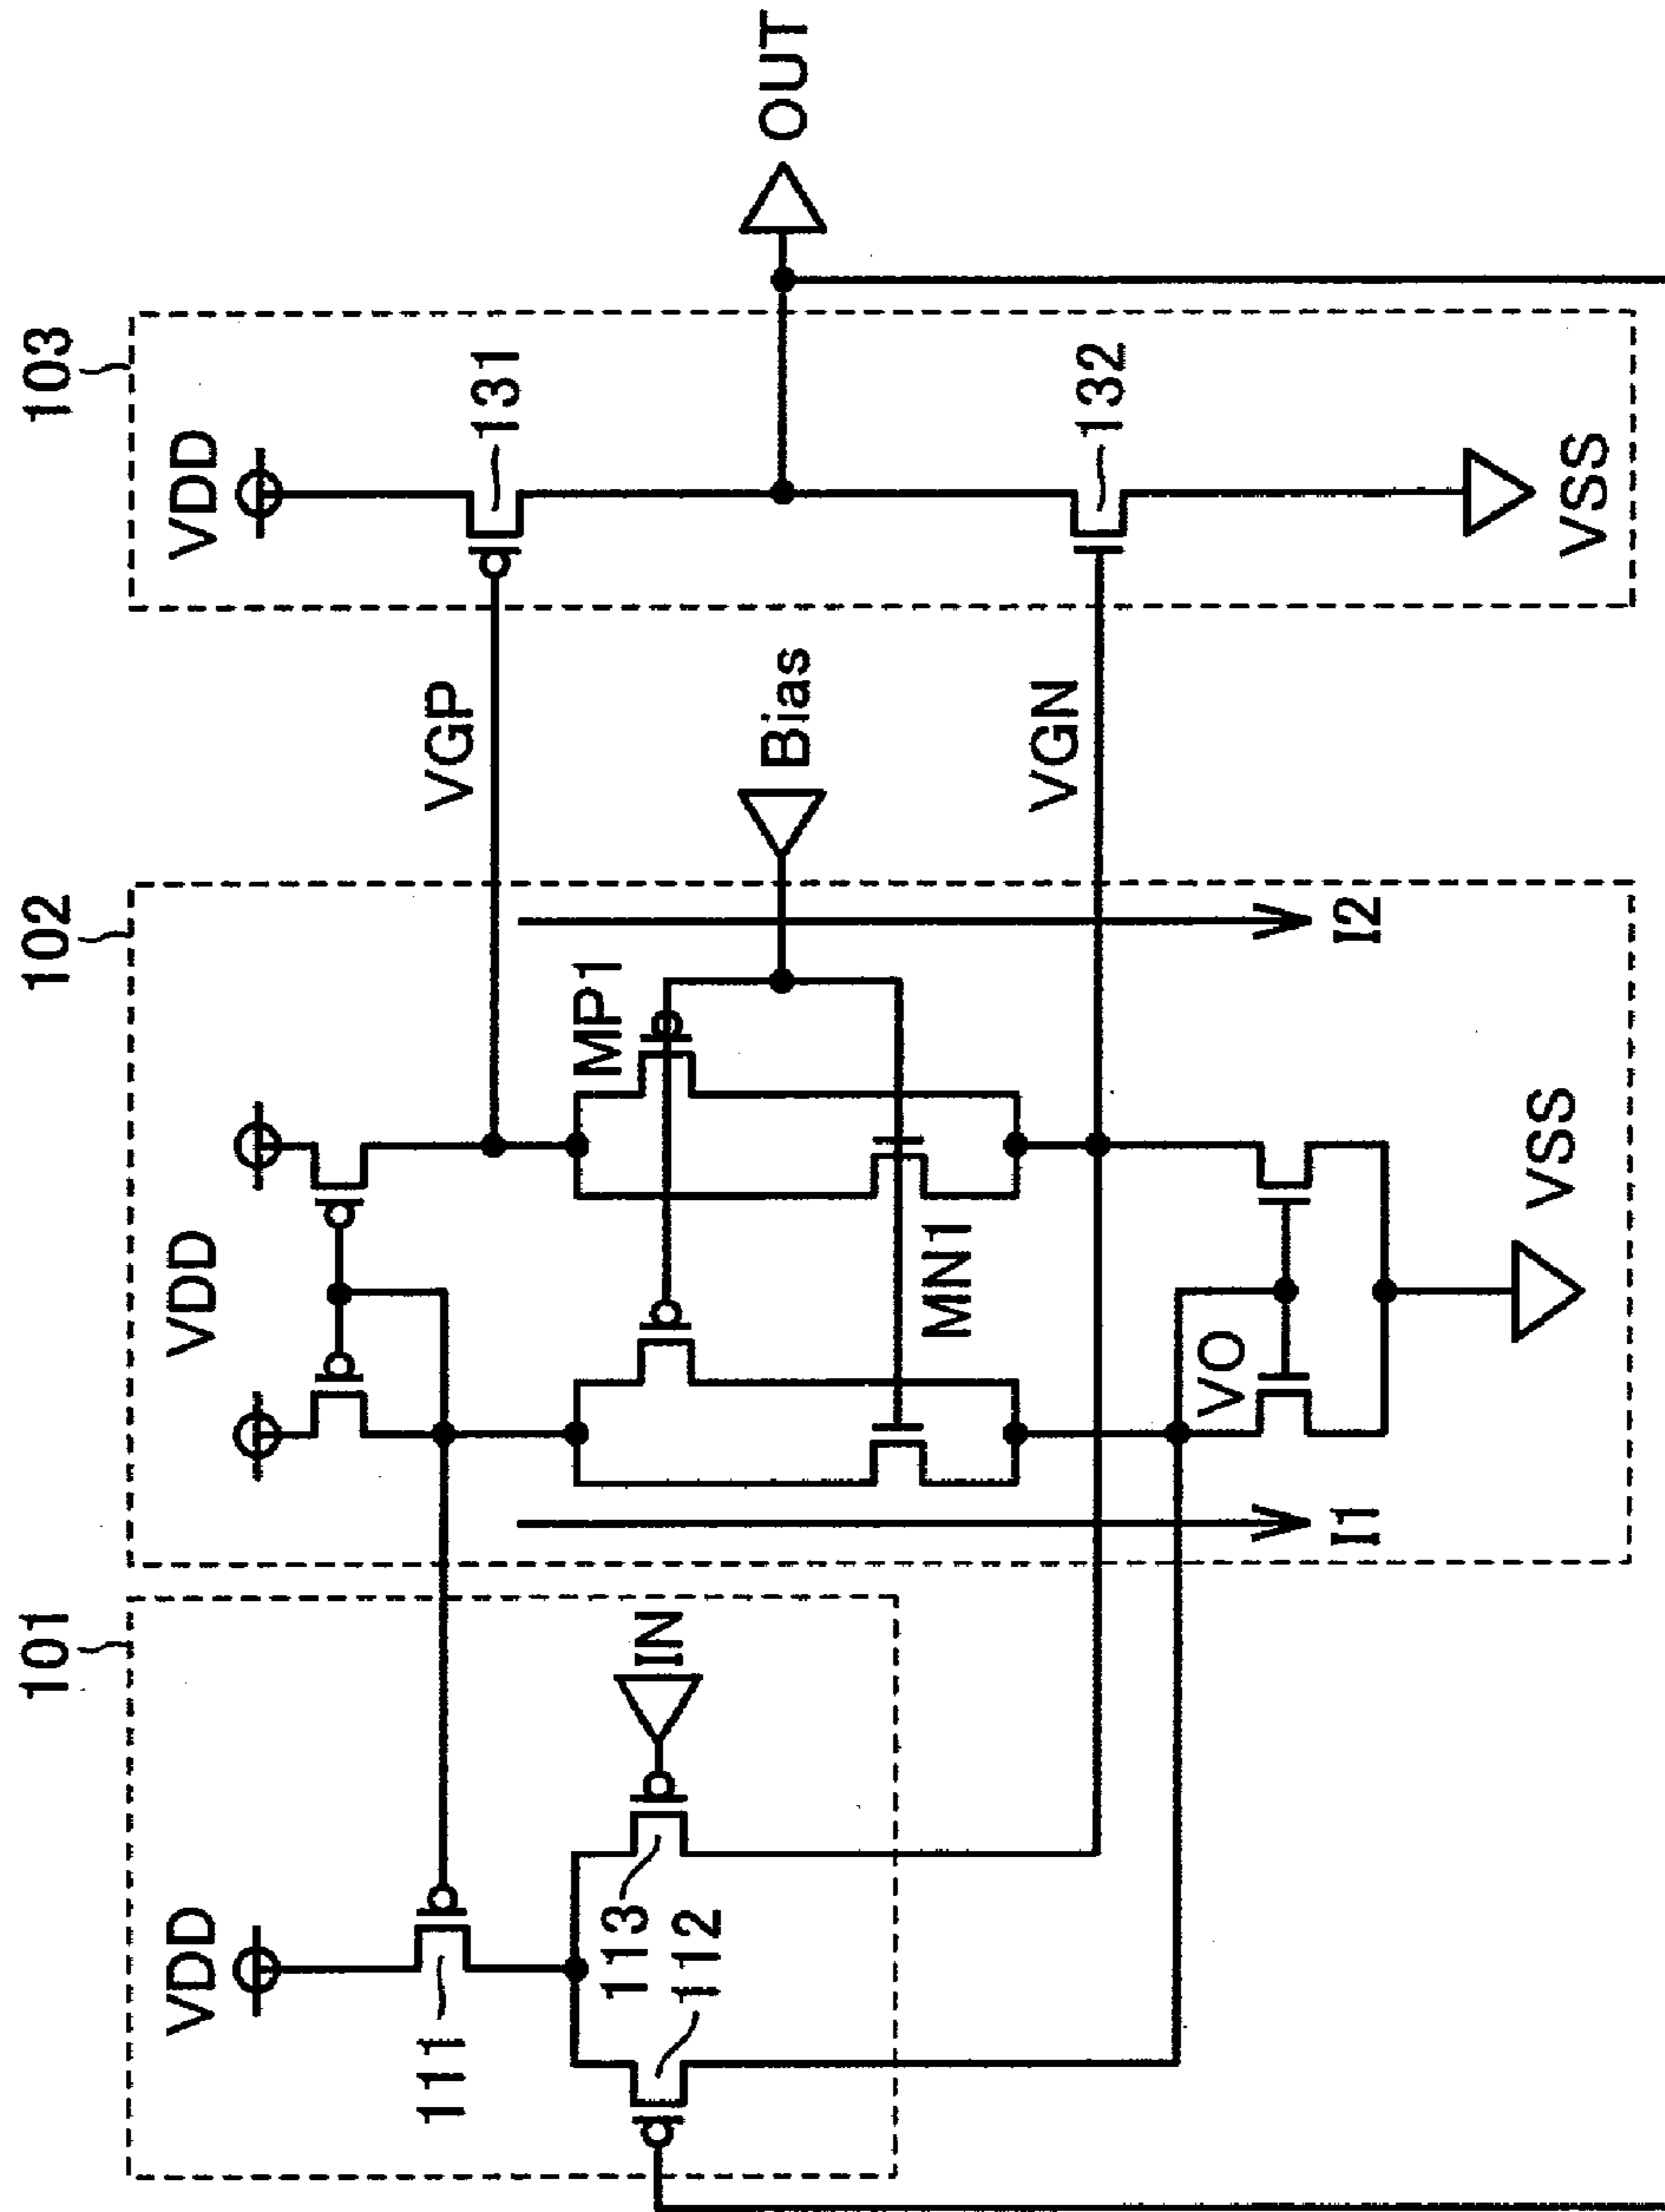 101
102
103
VDD
VDD
VDD
111
113
112
IN
I1
VO
MN1
MP1
VSS
I2
Bias
VGP
VGN
131
132
VSS
OUT